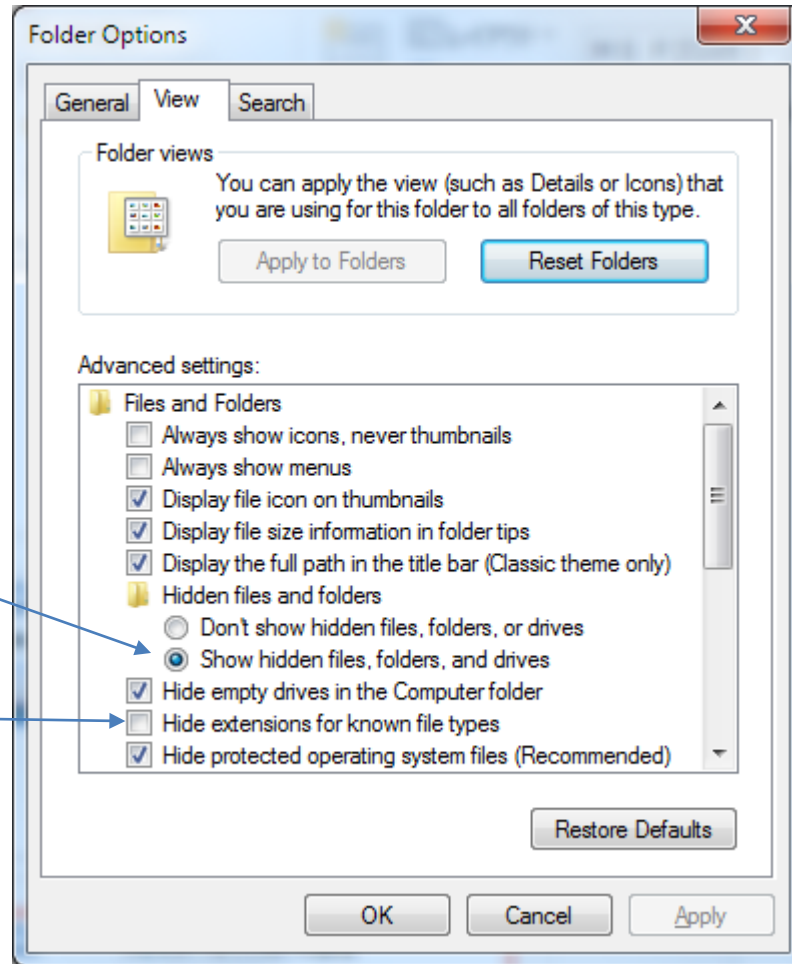 Folder Options
General View Search
Folder views
You can apply the view (such as Details or Icons) that
you are using for this folder to all folders of this type.
Apply to Folders Reset Folders
Advanced settings:
Files and Folders
Always show icons, never thumbnails
Always show menus
Display file icon on thumbnails
Display file size information in folder tips
Display the full path in the title bar (Classic theme only)
Hidden files and folders
Don't show hidden files, folders, or drives
Show hidden files, folders, and drives
Hide empty drives in the Computer folder
Hide extensions for known file types
Hide protected operating system files (Recommended)
Restore Defaults
OK Cancel Apply